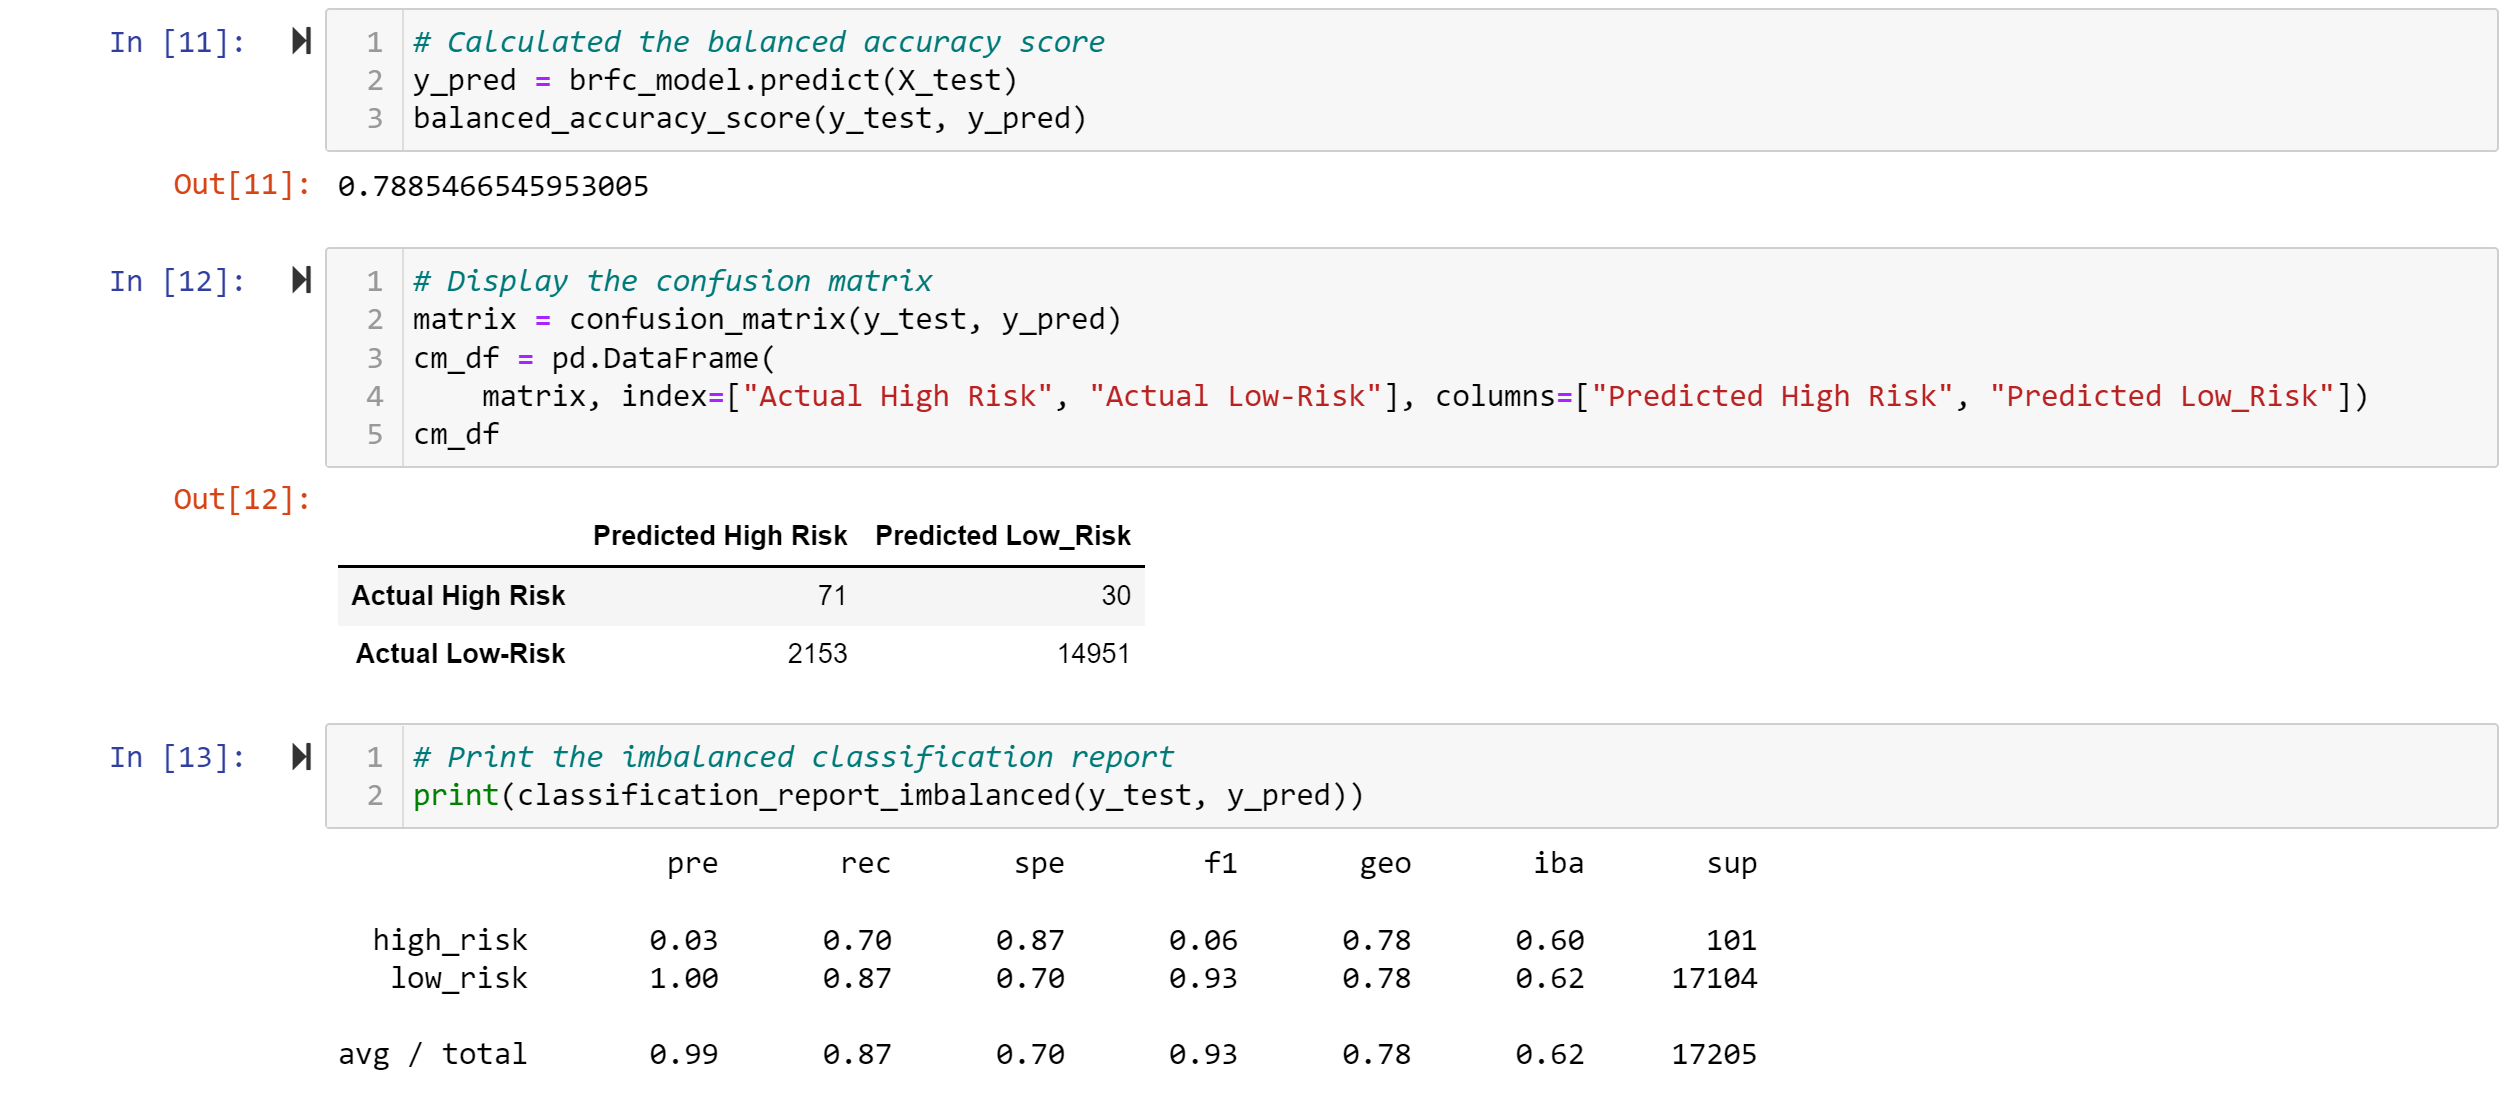 In [11]:
1 # Calculated the balanced accuracy score
2 y_pred = brfc_model.predict(X_test)
3 balanced_accuracy_score(y_test, y_pred)
Out[11]: 0.7885466545953005
In [12]:
1 # Display the confusion matrix
2 matrix = confusion_matrix(y_test, y_pred)
3 cm_df = pd.DataFrame(
4     matrix, index=["Actual High Risk", "Actual Low-Risk"], columns=["Predicted High Risk", "Predicted Low_Risk"])
5 cm_df
Out[12]:
Predicted High Risk Predicted Low_Risk
Actual High Risk 71 30
Actual Low-Risk 2153 14951
In [13]:
1 # Print the imbalanced classification report
2 print(classification_report_imbalanced(y_test, y_pred))
pre rec spe f1 geo iba sup
high_risk 0.03 0.70 0.87 0.06 0.78 0.60 101
low_risk 1.00 0.87 0.70 0.93 0.78 0.62 17104
avg / total 0.99 0.87 0.70 0.93 0.78 0.62 17205